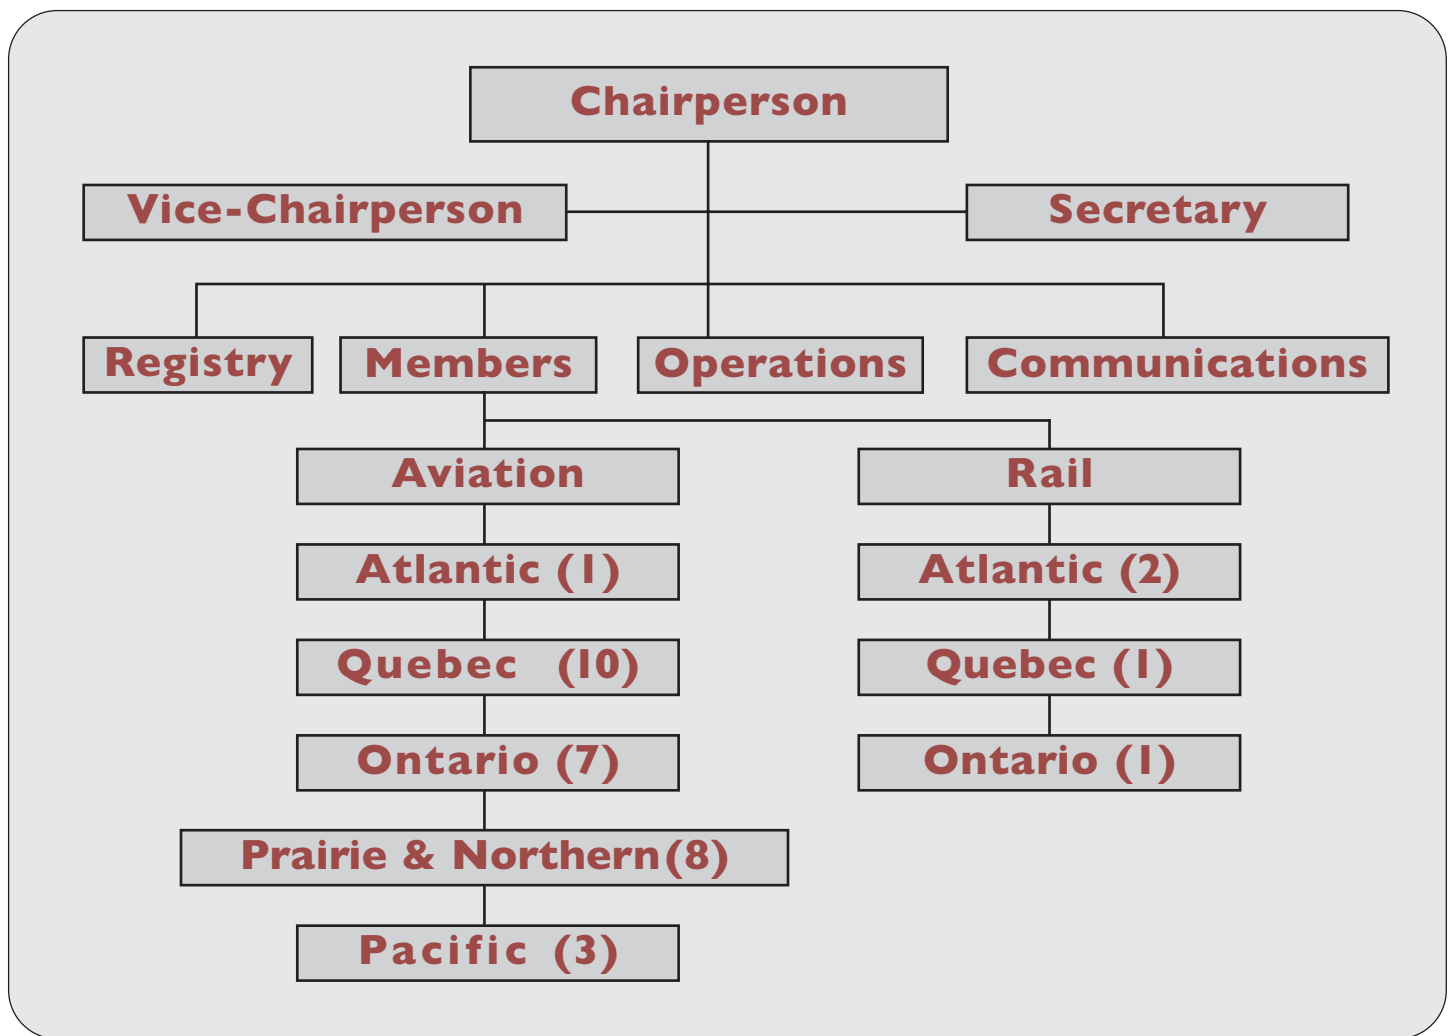 Chairperson
Vice-Chairperson
Secretary
Registry
Members
Operations
Communications
Aviation
Rail
Atlantic (1)
Atlantic (2)
Quebec (10)
Quebec (1)
Ontario (7)
Ontario (1)
Prairie & Northern (8)
Pacific (3)